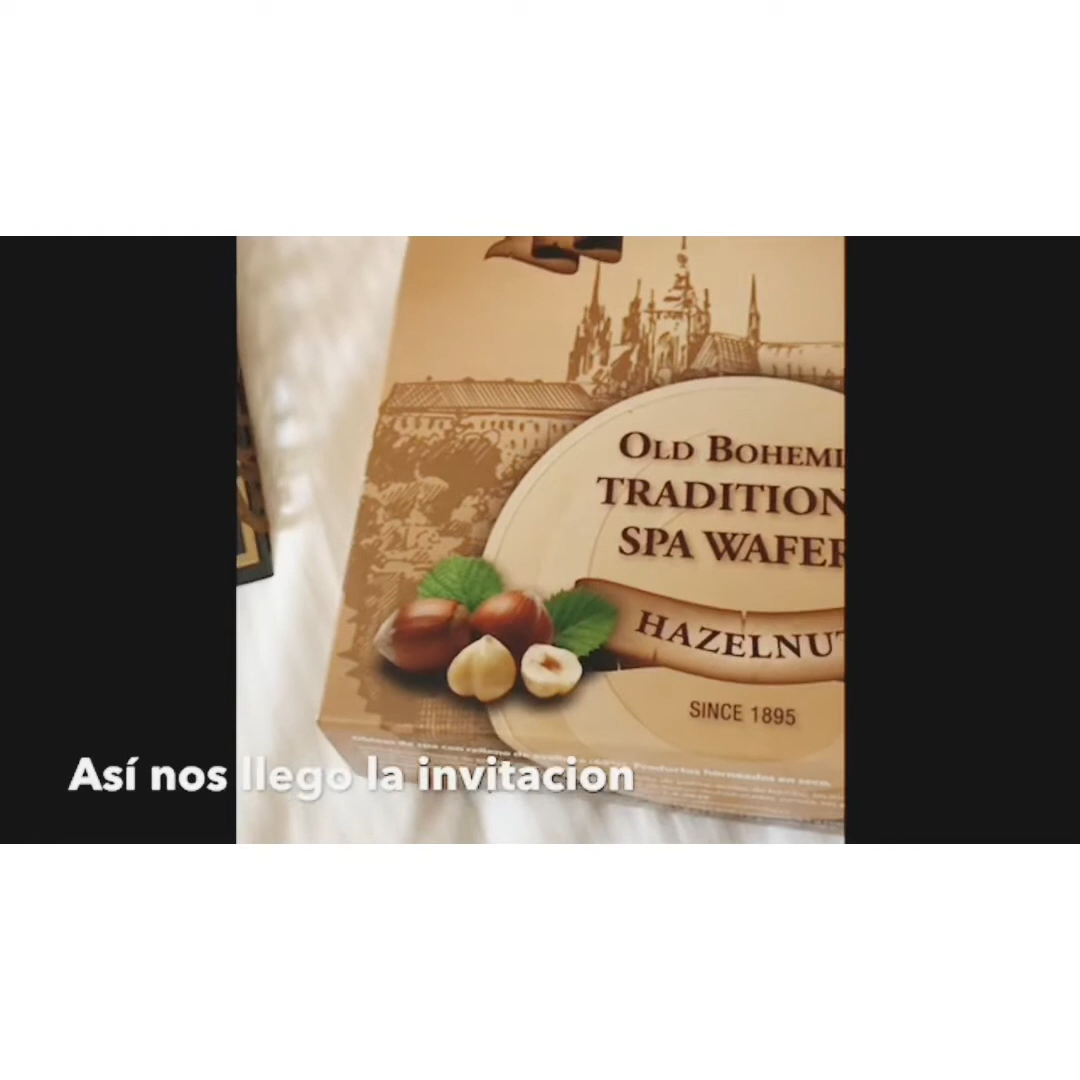 OLD BOHEMI
TRADITION
SPA WAFER
HAZELNUT
SINCE 1895
Así nos llego la invitacion